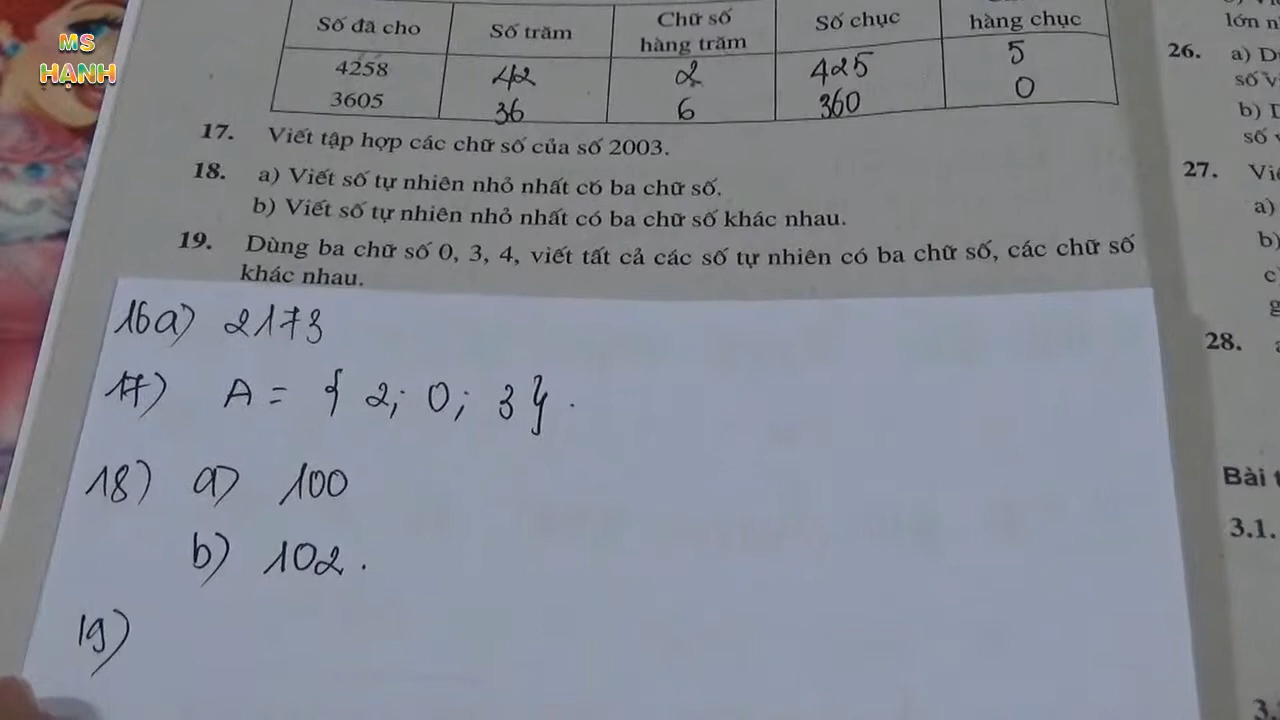 MS
HẠNH
Số đã cho Số trăm Chữ số hàng trăm Số chục hàng chục
4258 42 2 425 5
3605 36 6 360 0
17. Viết tập hợp các chữ số của số 2003.
18. a) Viết số tự nhiên nhỏ nhất có ba chữ số.
b) Viết số tự nhiên nhỏ nhất có ba chữ số khác nhau.
19. Dùng ba chữ số 0, 3, 4, viết tất cả các số tự nhiên có ba chữ số, các chữ số
khác nhau.
16a) 2173
17) A = { 2; 0; 3}.
18) a) 100
b) 102.
19)
lớn n
26. a) D
số v
b)
số
27. Viế
a)
b)
c
g
28.
Bài
3.1.
3.